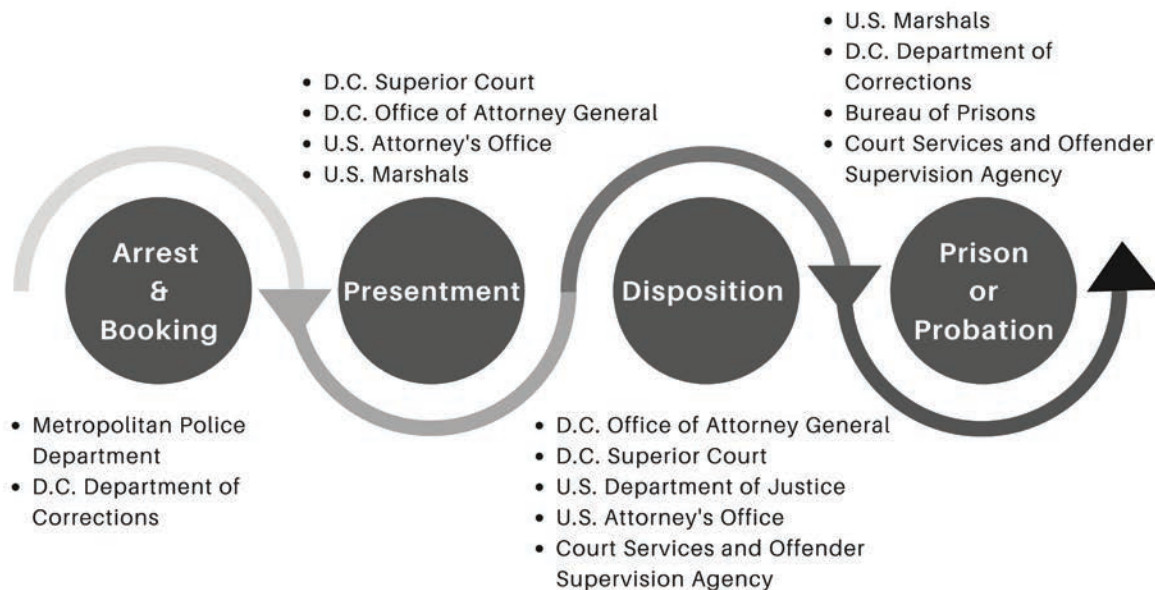 Arrest
&
Booking
• Metropolitan Police
Department
• D.C. Department of
Corrections
• D.C. Superior Court
• D.C. Office of Attorney General
• U.S. Attorney's Office
• U.S. Marshals
Presentment
Disposition
• D.C. Office of Attorney General
• D.C. Superior Court
• U.S. Department of Justice
• U.S. Attorney's Office
• Court Services and Offender
Supervision Agency
• U.S. Marshals
• D.C. Department of
Corrections
• Bureau of Prisons
• Court Services and Offender
Supervision Agency
Prison
or
Probation